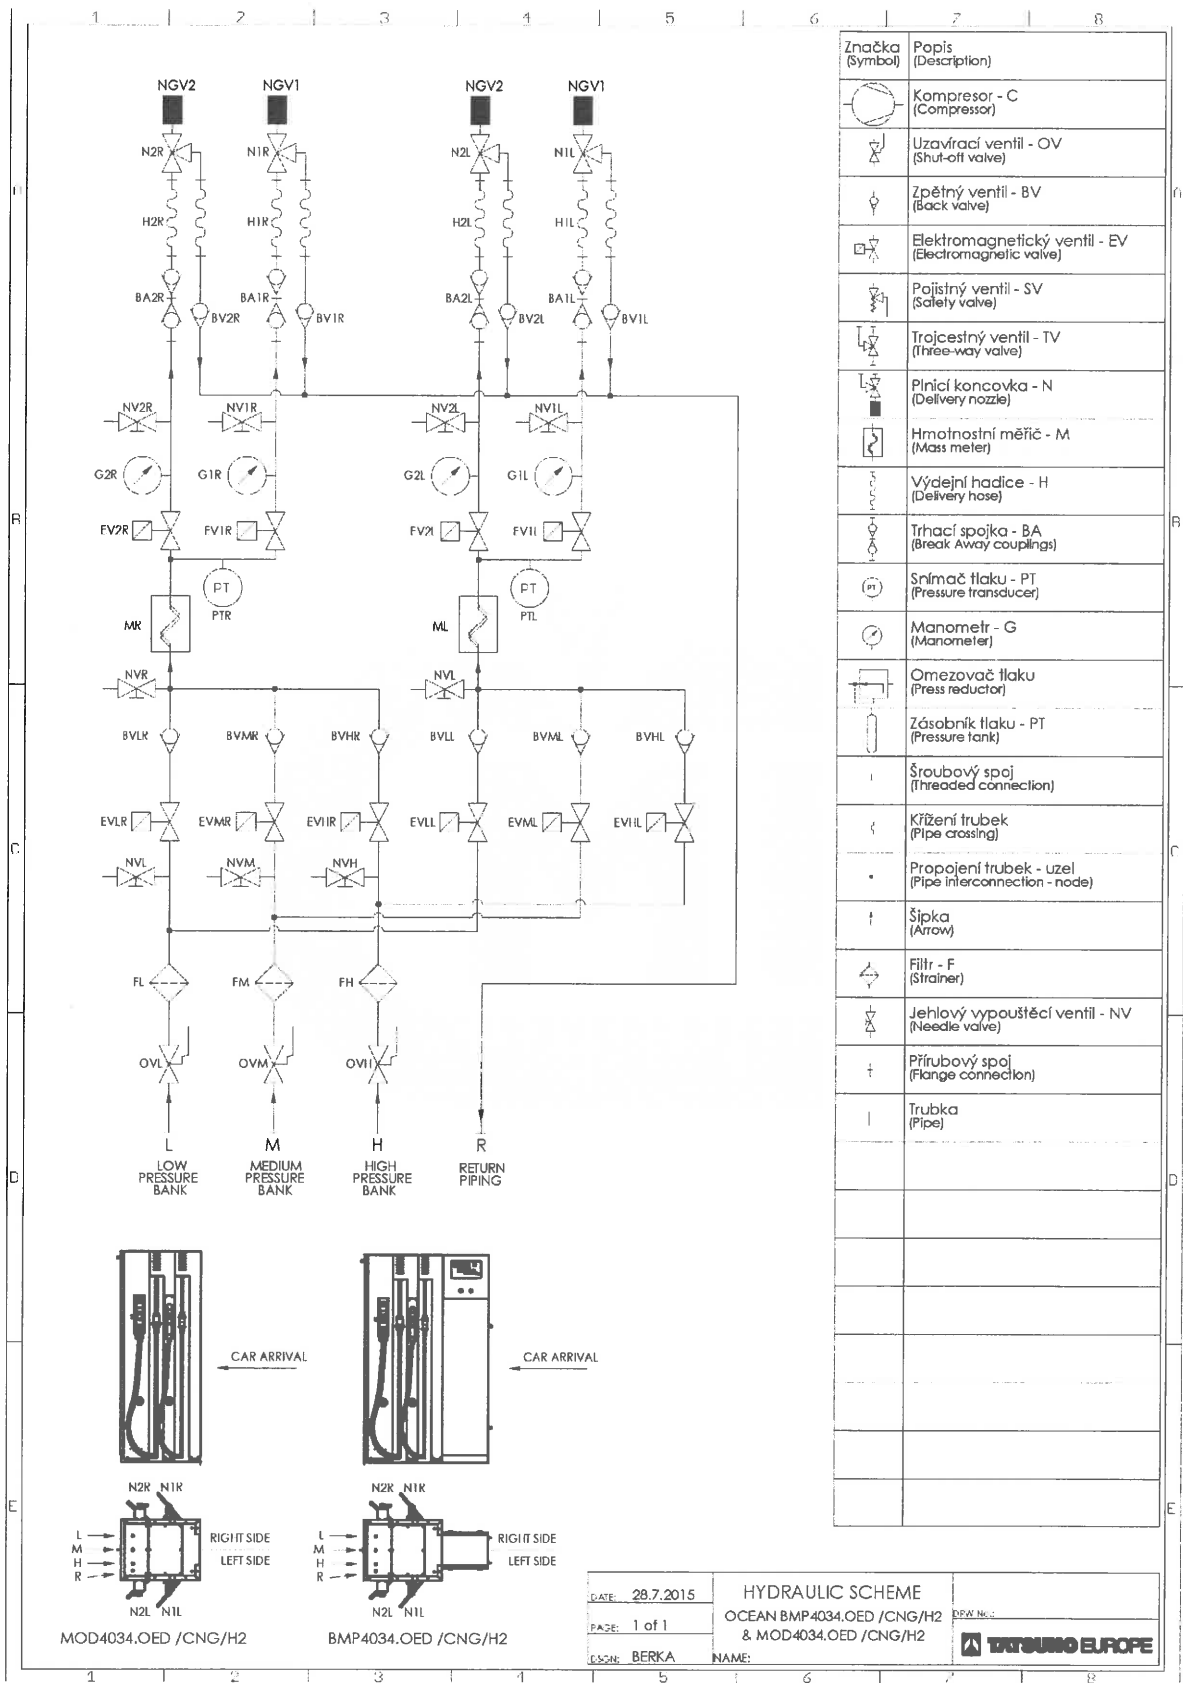 1 2 3 4 5 6 7 8
NGV2 NGV1 NGV2 NGV1
N2R N1R N2L N1L
H2R H1R H2L H1L
BA2R BA1R BA2L BA1L
BV2R BV1R BV2L BV1L
NV2R NV1R NV2L NV1L
G2R G1R G2L G1L
EV2R EV1R EV2L EV1L
PT PT
PTR PTL
MR ML
NVR NVL
BVLR BVMR BVHR BVLL BVML BVHL
EVLR EVMR EVHR EVLL EVML EVHL
NVL NVM NVH
FL FM FH
OVL OVM OVH
L M H R
LOW PRESSURE BANK
MEDIUM PRESSURE BANK
HIGH PRESSURE BANK
RETURN PIPING
Značka (Symbol)
Popis (Description)
Kompresor - C
(Compressor)
Uzavírací ventil - OV
(Shut-off valve)
Zpětný ventil - BV
(Back valve)
Elektromagnetický ventil - EV
(Electromagnetic valve)
Pojistný ventil - SV
(Safety valve)
Trojcestný ventil - TV
(Three-way valve)
Plnicí koncovka - N
(Delivery nozzle)
Hmotnostní měřič - M
(Mass meter)
Výdejní hadice - H
(Delivery hose)
Trhací spojka - BA
(Break Away couplings)
PT
Snímač tlaku - PT
(Pressure transducer)
Manometr - G
(Manometer)
Omezovač tlaku
(Press reductor)
Zásobník tlaku - PT
(Pressure tank)
Šroubový spoj
(Threaded connection)
Křížení trubek
(Pipe crossing)
Propojení trubek - uzel
(Pipe interconnection - node)
Šipka
(Arrow)
Filtr - F
(Strainer)
Jehlový vypouštěcí ventil - NV
(Needle valve)
Přírubový spoj
(Flange connection)
Trubka
(Pipe)
A A
B B
C C
D D
E E
CAR ARRIVAL CAR ARRIVAL
N2R N1R N2R N1R
L RIGHT SIDE L RIGHT SIDE
M M
H LEFT SIDE H LEFT SIDE
R R
N2L N1L N2L N1L
MOD4034.OED /CNG/H2 BMP4034.OED /CNG/H2
DATE: 28.7.2015
PAGE: 1 of 1
DSGN: BERKA
HYDRAULIC SCHEME
OCEAN BMP4034.OED /CNG/H2
& MOD4034.OED /CNG/H2
NAME:
DRW No.:
TATSUNO EUROPE
1 2 3 4 5 6 7 8